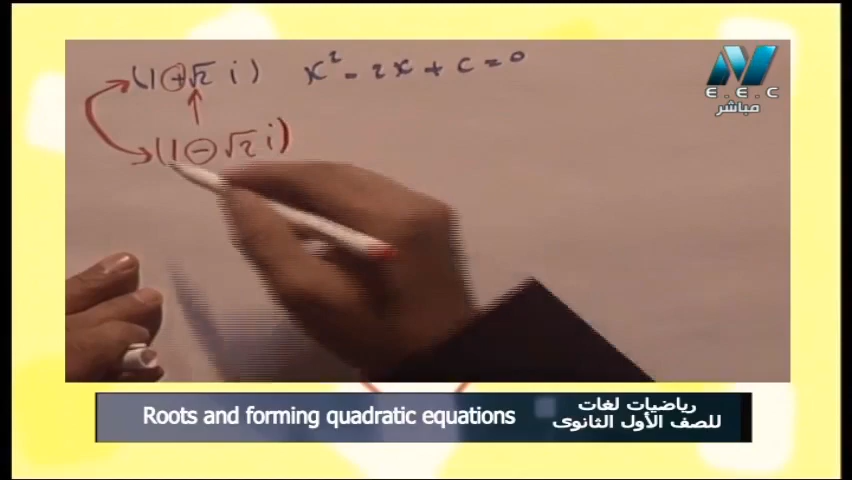 (1 + √2 i) x² - 2x + c = 0
(1 - √2 i)
E . E . C
مباشر
Roots and forming quadratic equations
رياضيات لغات
للصف الأول الثانوى